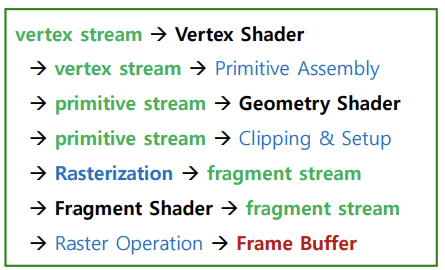 vertex stream → Vertex Shader
→ vertex stream → Primitive Assembly
→ primitive stream → Geometry Shader
→ primitive stream → Clipping & Setup
→ Rasterization → fragment stream
→ Fragment Shader → fragment stream
→ Raster Operation → Frame Buffer